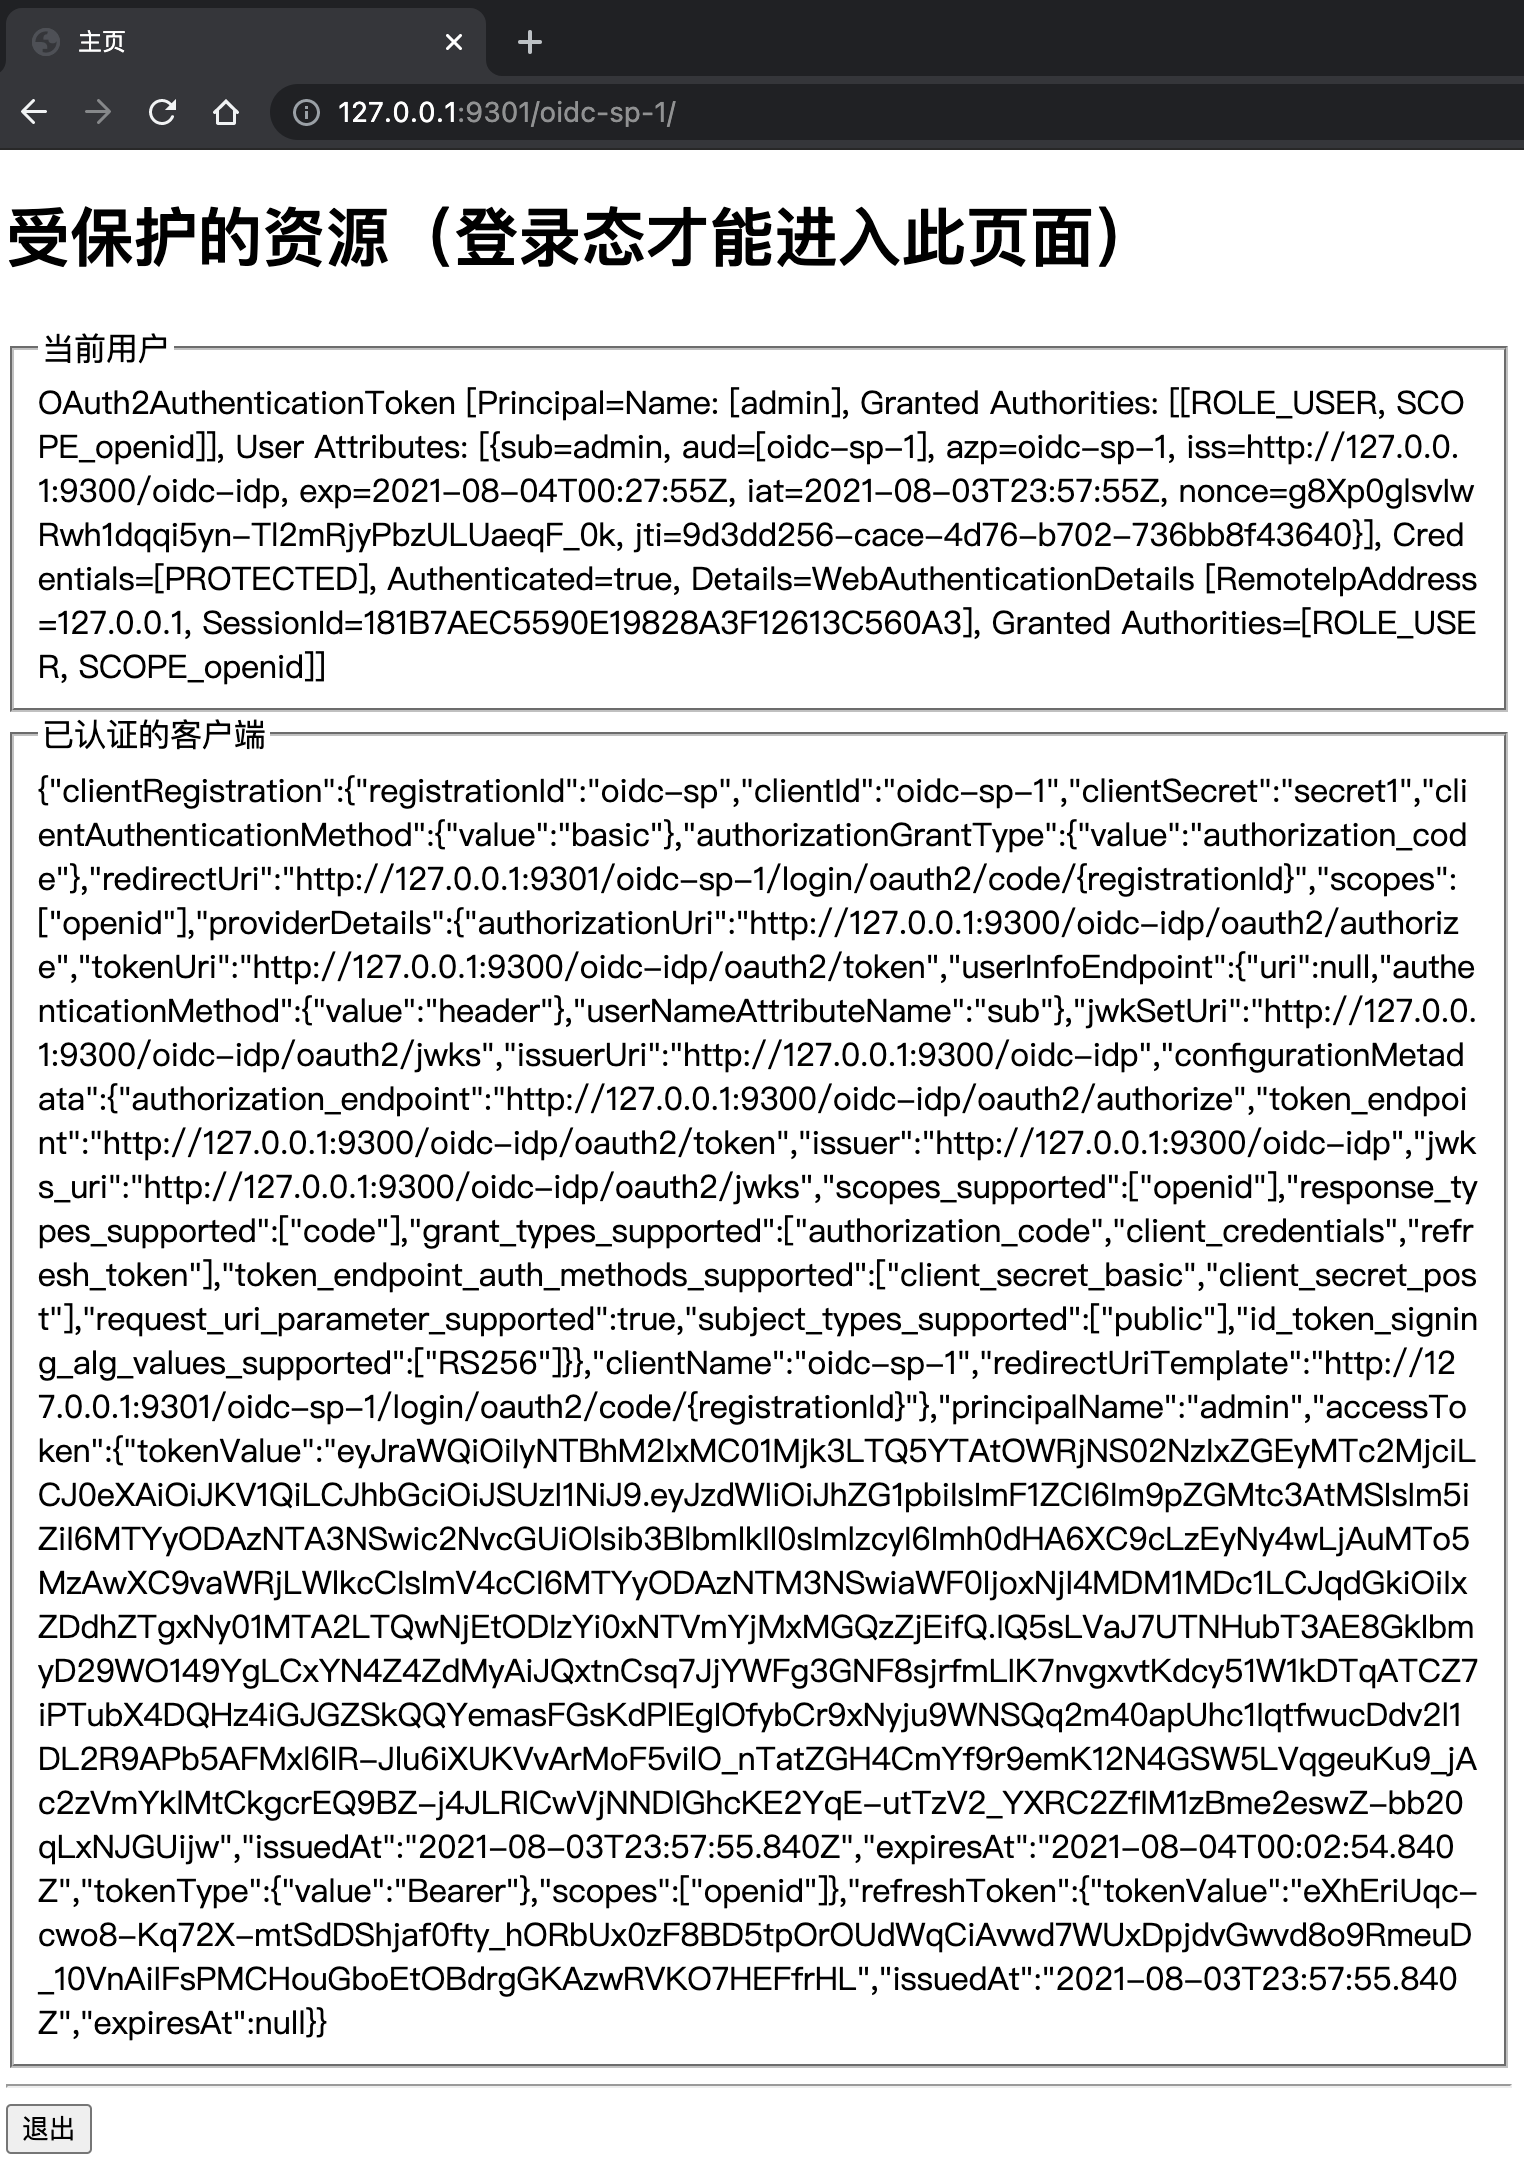 主页
127.0.0.1:9301/oidc-sp-1/
受保护的资源（登录态才能进入此页面）
当前用户
OAuth2AuthenticationToken [Principal=Name: [admin], Granted Authorities: [[ROLE_USER, SCO
PE_openid]], User Attributes: [{sub=admin, aud=[oidc-sp-1], azp=oidc-sp-1, iss=http://127.0.0.
1:9300/oidc-idp, exp=2021-08-04T00:27:55Z, iat=2021-08-03T23:57:55Z, nonce=g8Xp0glsvlw
Rwh1dqqi5yn-Tl2mRjyPbzULUaeqF_0k, jti=9d3dd256-cace-4d76-b702-736bb8f43640}], Cred
entials=[PROTECTED], Authenticated=true, Details=WebAuthenticationDetails [RemoteIpAddress
=127.0.0.1, SessionId=181B7AEC5590E19828A3F12613C560A3], Granted Authorities=[ROLE_USE
R, SCOPE_openid]]
已认证的客户端
{"clientRegistration":{"registrationId":"oidc-sp","clientId":"oidc-sp-1","clientSecret":"secret1","cli
entAuthenticationMethod":{"value":"basic"},"authorizationGrantType":{"value":"authorization_cod
e"},"redirectUri":"http://127.0.0.1:9301/oidc-sp-1/login/oauth2/code/{registrationId}","scopes":
["openid"],"providerDetails":{"authorizationUri":"http://127.0.0.1:9300/oidc-idp/oauth2/authoriz
e","tokenUri":"http://127.0.0.1:9300/oidc-idp/oauth2/token","userInfoEndpoint":{"uri":null,"authe
nticationMethod":{"value":"header"},"userNameAttributeName":"sub"},"jwkSetUri":"http://127.0.0.
1:9300/oidc-idp/oauth2/jwks","issuerUri":"http://127.0.0.1:9300/oidc-idp","configurationMetad
ata":{"authorization_endpoint":"http://127.0.0.1:9300/oidc-idp/oauth2/authorize","token_endpoi
nt":"http://127.0.0.1:9300/oidc-idp/oauth2/token","issuer":"http://127.0.0.1:9300/oidc-idp","jwk
s_uri":"http://127.0.0.1:9300/oidc-idp/oauth2/jwks","scopes_supported":["openid"],"response_ty
pes_supported":["code"],"grant_types_supported":["authorization_code","client_credentials","refr
esh_token"],"token_endpoint_auth_methods_supported":["client_secret_basic","client_secret_pos
t"],"request_uri_parameter_supported":true,"subject_types_supported":["public"],"id_token_signin
g_alg_values_supported":["RS256"]}},"clientName":"oidc-sp-1","redirectUriTemplate":"http://12
7.0.0.1:9301/oidc-sp-1/login/oauth2/code/{registrationId}"},"principalName":"admin","accessTo
ken":{"tokenValue":"eyJraWQiOiIyNTBhM2IxMC01Mjk3LTQ5YTAtOWRjNS02NzIxZGEyMTc2MjciL
CJ0eXAiOiJKV1QiLCJhbGciOiJSUzI1NiJ9.eyJzdWIiOiJhZG1pbiIsImF1ZCI6Im9pZGMtc3AtMSIsIm5i
ZiI6MTYyODAzNTA3NSwic2NvcGUiOlsib3BlbmlkIl0sImlzcyI6Imh0dHA6XC9cLzEyNy4wLjAuMTo5
MzAwXC9vaWRjLWlkcCIsImV4cCI6MTYyODAzNTM3NSwiaWF0IjoxNjI4MDM1MDc1LCJqdGkiOiIx
ZDdhZTgxNy01MTA2LTQwNjEtODIzYi0xNTVmYjMxMGQzZjEifQ.lQ5sLVaJ7UTNHubT3AE8GkIbm
yD29WO149YgLCxYN4Z4ZdMyAiJQxtnCsq7JjYWFg3GNF8sjrfmLlK7nvgxvtKdcy51W1kDTqATCZ7
iPTubX4DQHz4iGJGZSkQQYemasFGsKdPlEglOfybCr9xNyju9WNSQq2m40apUhc1lqtfwucDdv2l1
DL2R9APb5AFMxl6lR-Jlu6iXUKVvArMoF5vilO_nTatZGH4CmYf9r9emK12N4GSW5LVqgeuKu9_jA
c2zVmYklMtCkgcrEQ9BZ-j4JLRlCwVjNNDlGhcKE2YqE-utTzV2_YXRC2ZflM1zBme2eswZ-bb20
qLxNJGUijw","issuedAt":"2021-08-03T23:57:55.840Z","expiresAt":"2021-08-04T00:02:54.840
Z","tokenType":{"value":"Bearer"},"scopes":["openid"]},"refreshToken":{"tokenValue":"eXhEriUqc-
cwo8-Kq72X-mtSdDShjaf0fty_hORbUx0zF8BD5tpOrOUdWqCiAvwd7WUxDpjdvGwvd8o9RmeuD
_10VnAilFsPMCHouGboEtOBdrgGKAzwRVKO7HEFfrHL","issuedAt":"2021-08-03T23:57:55.840
Z","expiresAt":null}}
退出